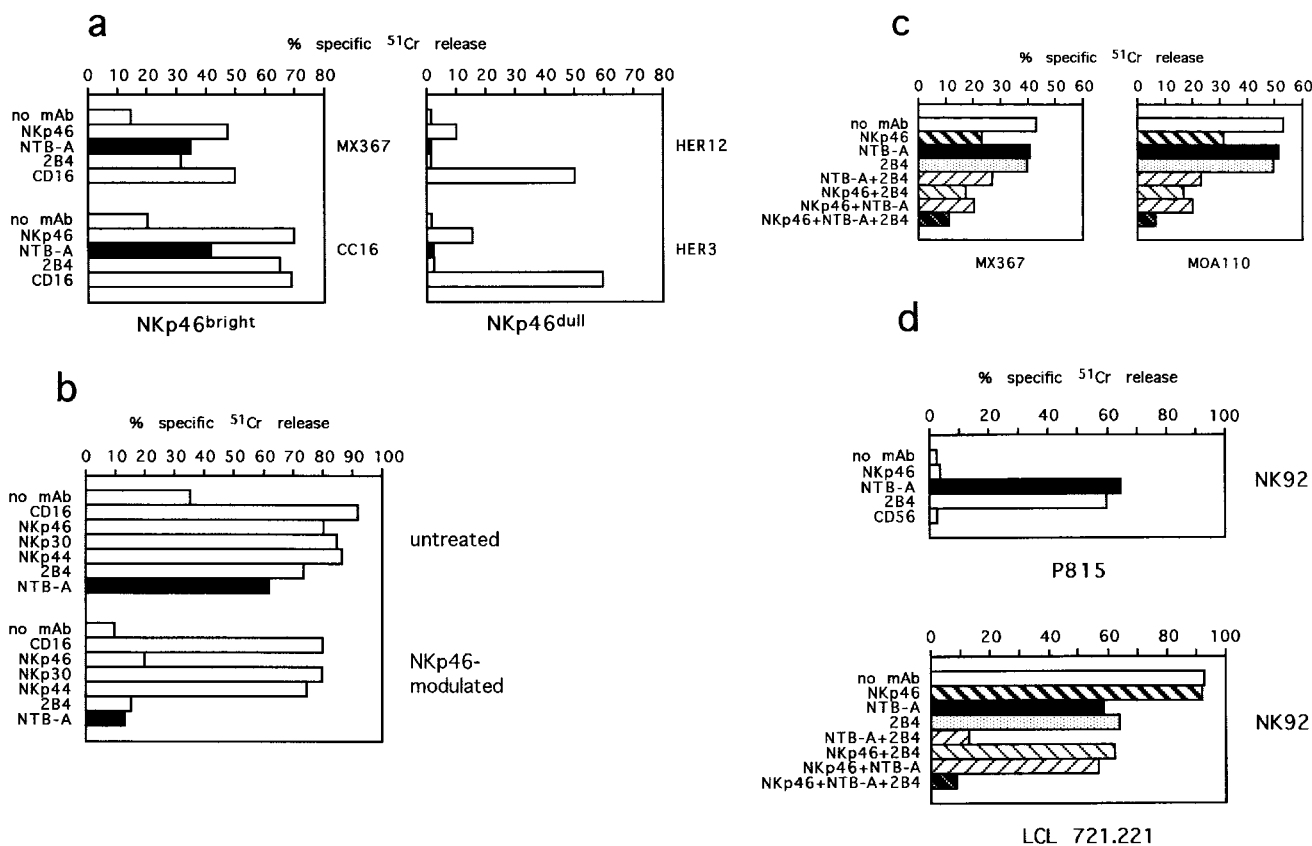 a
% specific 51Cr release
0 10 20 30 40 50 60 70 80
no mAb
NKp46
NTB-A
2B4
CD16
MX367
no mAb
NKp46
NTB-A
2B4
CD16
CC16
NKp46bright
0 10 20 30 40 50 60 70 80
HER12
HER3
NKp46dull
b
% specific 51Cr release
0 10 20 30 40 50 60 70 80 90 100
no mAb
CD16
NKp46
NKp30
NKp44
2B4
NTB-A
untreated
no mAb
CD16
NKp46
NKp30
NKp44
2B4
NTB-A
NKp46-
modulated
c
% specific 51Cr release
0 10 20 30 40 50 60
no mAb
NKp46
NTB-A
2B4
NTB-A+2B4
NKp46+2B4
NKp46+NTB-A
NKp46+NTB-A+2B4
MX367
0 10 20 30 40 50 60
MOA110
d
% specific 51Cr release
0 20 40 60 80 100
no mAb
NKp46
NTB-A
2B4
CD56
NK92
P815
0 20 40 60 80 100
no mAb
NKp46
NTB-A
2B4
NTB-A+2B4
NKp46+2B4
NKp46+NTB-A
NKp46+NTB-A+2B4
NK92
LCL 721.221